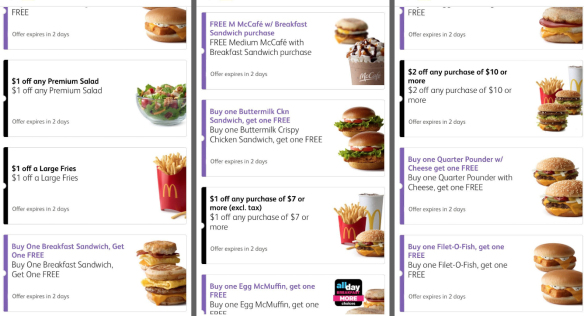 FREE
Offer expires in 2 days
$1 off any Premium Salad
$1 off any Premium Salad
Offer expires in 2 days
$1 off a Large Fries
$1 off a Large Fries
Offer expires in 2 days
Buy One Breakfast Sandwich, Get
One FREE
Buy One Breakfast Sandwich,
Get One FREE
Offer expires in 2 days
FREE M McCafé w/ Breakfast
Sandwich purchase
FREE Medium McCafé with
Breakfast Sandwich purchase
Offer expires in 2 days
McCafé
Buy one Buttermilk Ckn
Sandwich, get one FREE
Buy one Buttermilk Crispy
Chicken Sandwich, get one FREE
Offer expires in 2 days
$1 off any purchase of $7 or
more (excl. tax)
$1 off any purchase of $7 or
more
Offer expires in 2 days
Buy one Egg McMuffin, get one
FREE
Buy one Egg McMuffin, get one
FREE
all day
BREAKFAST
MORE
choices
FREE
Offer expires in 2 days
$2 off any purchase of $10 or
more
$2 off any purchase of $10 or
more
Offer expires in 2 days
Buy one Quarter Pounder w/
Cheese get one FREE
Buy one Quarter Pounder with
Cheese, get one FREE
Offer expires in 2 days
Buy one Filet-O-Fish, get one
FREE
Buy one Filet-O-Fish, get one
FREE
Offer expires in 2 days